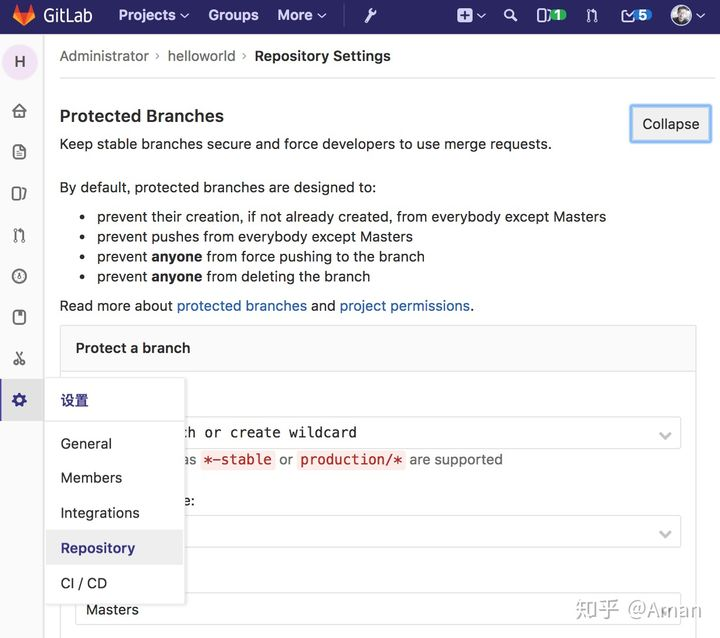 GitLab Projects Groups More 1 5
H
Administrator › helloworld › Repository Settings
Protected Branches
Collapse
Keep stable branches secure and force developers to use merge requests.
By default, protected branches are designed to:
• prevent their creation, if not already created, from everybody except Masters
• prevent pushes from everybody except Masters
• prevent anyone from force pushing to the branch
• prevent anyone from deleting the branch
Read more about protected branches and project permissions.
Protect a branch
设置
General
Members
Integrations
Repository
CI / CD
or create wildcard
as *-stable or production/* are supported
Masters
知乎 @Aman